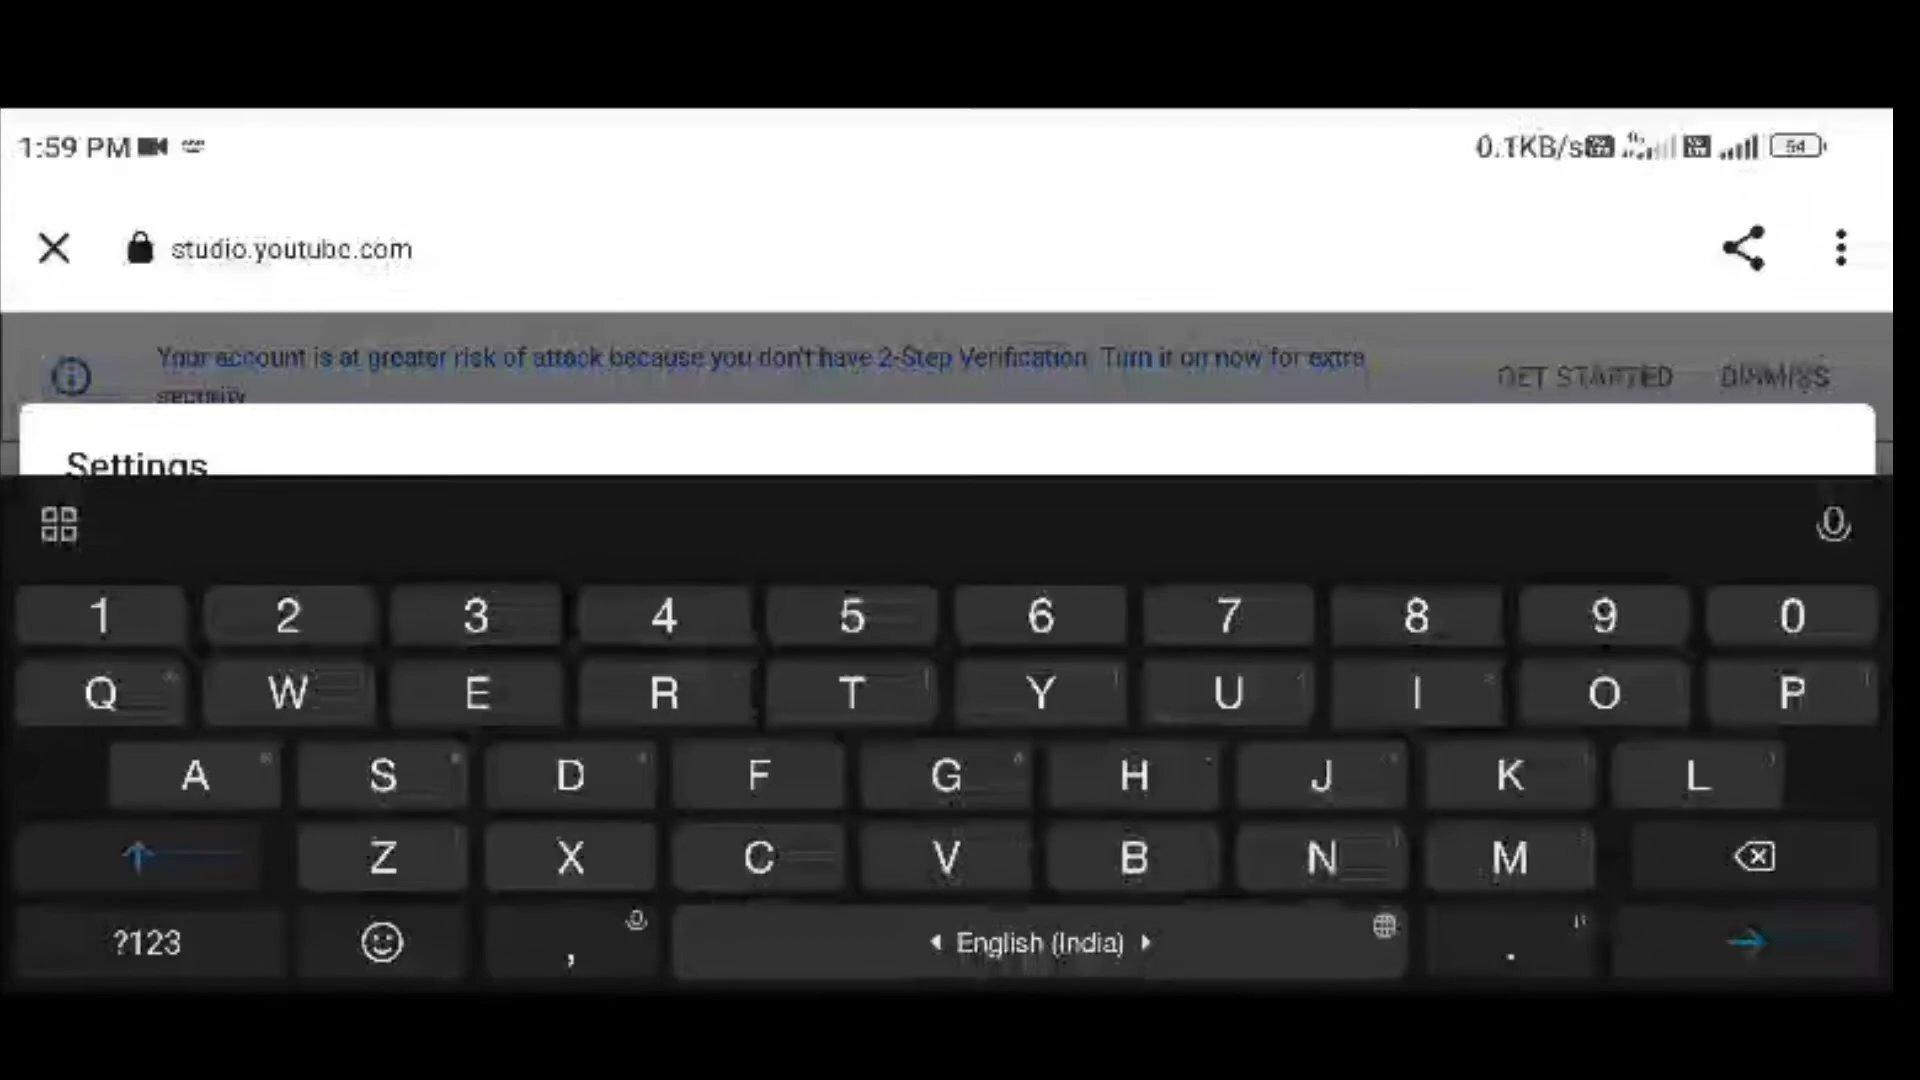 1:59 PM
0.1KB/s
54
studio.youtube.com
Your account is at greater risk of attack because you don't have 2-Step Verification. Turn it on now for extra
security
GET STARTED DISMISS
Settings
1 2 3 4 5 6 7 8 9 0
Q W E R T Y U I O P
A S D F G H J K L
Z X C V B N M
?123 , English (India) .